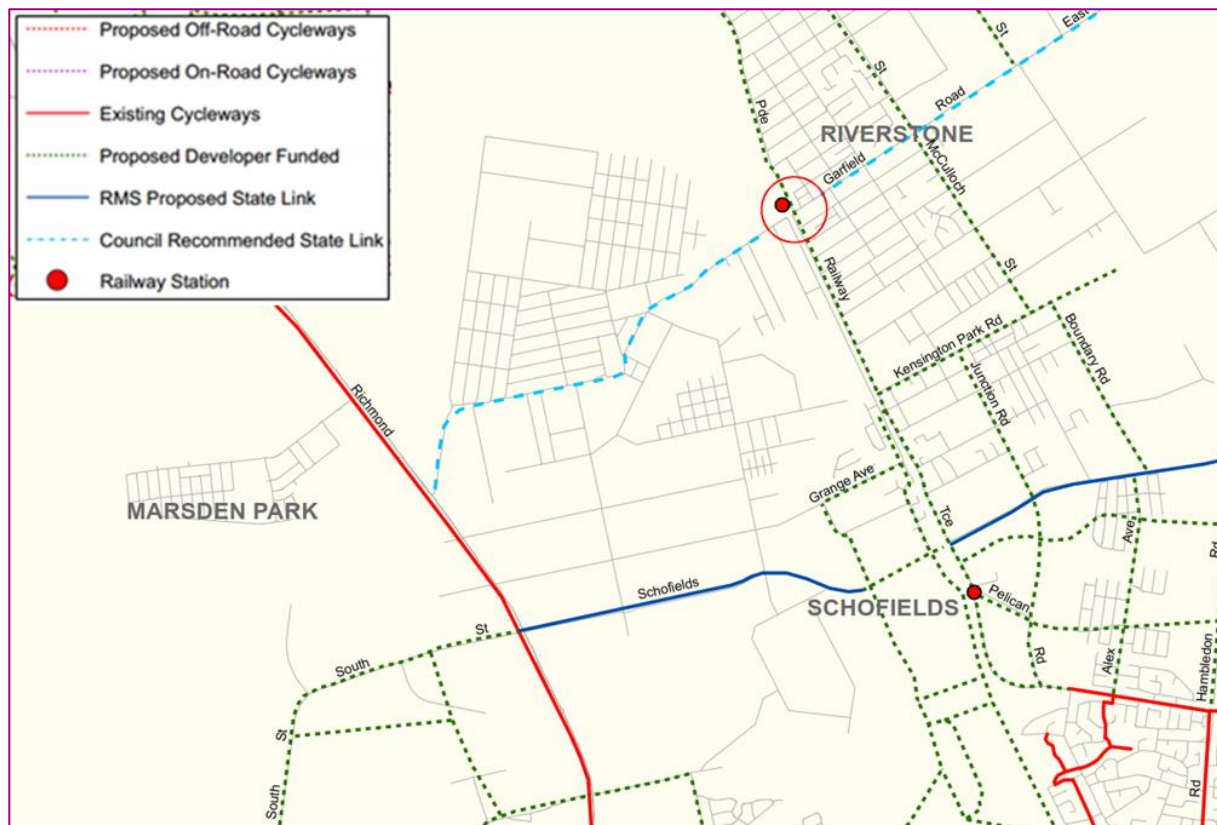 Proposed Off-Road Cycleways
Proposed On-Road Cycleways
Existing Cycleways
Proposed Developer Funded
RMS Proposed State Link
Council Recommended State Link
Railway Station
St
East
St
Pde
Road
RIVERSTONE
McCulloch
Garfield
Railway
St
Kensington Park Rd
Boundary Rd
Junction Rd
Richmond
MARSDEN PARK
Grange Ave
Tce
Ave
Rd
Schofields
SCHOFIELDS
Pelican
St
South
Rd
Alex
Hambledon
St
South
Rd